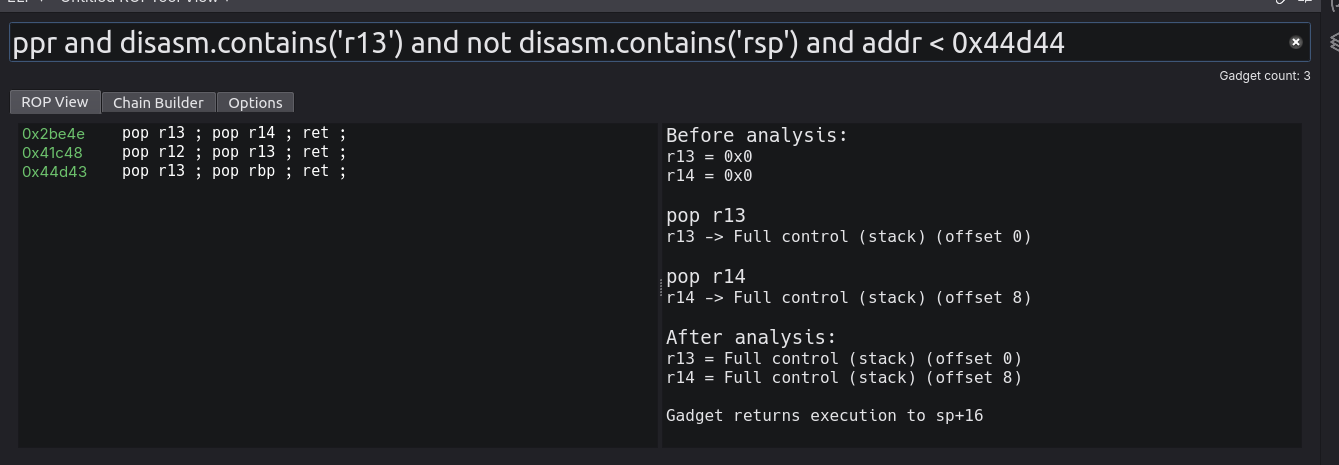 ppr and disasm.contains('r13') and not disasm.contains('rsp') and addr < 0x44d44
Gadget count: 3
ROP View Chain Builder Options
0x2be4e pop r13 ; pop r14 ; ret ;
0x41c48 pop r12 ; pop r13 ; ret ;
0x44d43 pop r13 ; pop rbp ; ret ;
Before analysis:
r13 = 0x0
r14 = 0x0
pop r13
r13 -> Full control (stack) (offset 0)
pop r14
r14 -> Full control (stack) (offset 8)
After analysis:
r13 = Full control (stack) (offset 0)
r14 = Full control (stack) (offset 8)
Gadget returns execution to sp+16